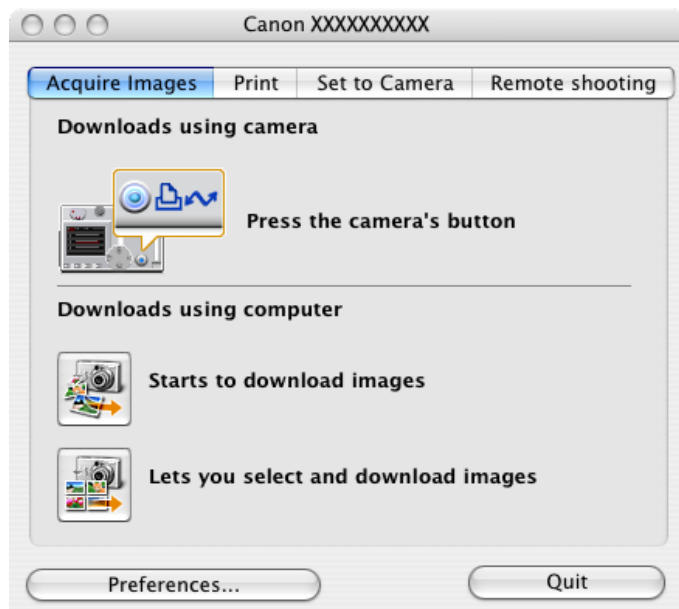 Canon XXXXXXXXXX
Acquire Images Print Set to Camera Remote shooting
Downloads using camera
Press the camera's button
Downloads using computer
Starts to download images
Lets you select and download images
Preferences... Quit